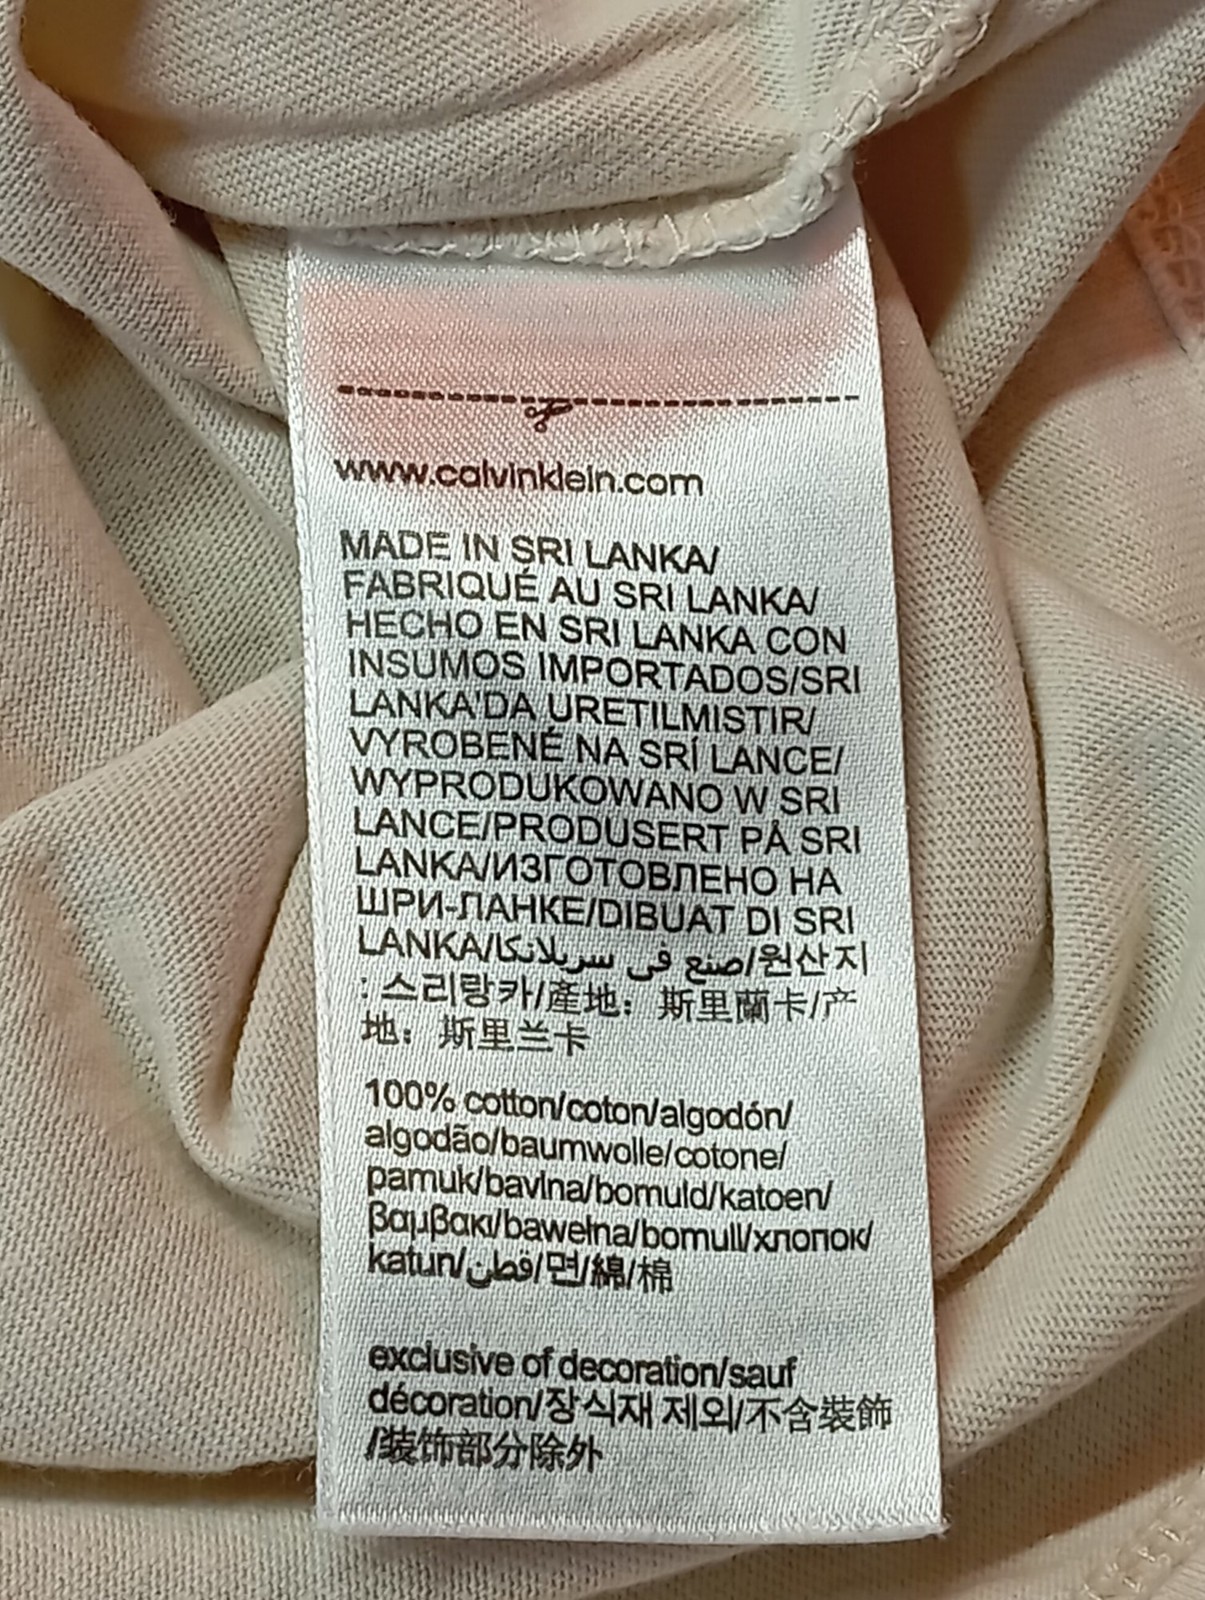 www.calvinklein.com
MADE IN SRI LANKA/
FABRIQUÉ AU SRI LANKA/
HECHO EN SRI LANKA CON
INSUMOS IMPORTADOS/SRI
LANKA'DA URETILMISTIR/
VYROBENÉ NA SRÍ LANCE/
WYPRODUKOWANO W SRI
LANCE/PRODUSERT PÅ SRI
LANKA/ИЗГОТОВЛЕНО НА
ШРИ-ЛАНКЕ/DIBUAT DI SRI
LANKA/صنع في سريلانكا/원산지
: 스리랑카/產地：斯里蘭卡/产
地：斯里兰卡
100% cotton/coton/algodón/
algodão/baumwolle/cotone/
pamuk/bavlna/bomuld/katoen/
βαμβακι/bawełna/bomull/хлопок/
katun/قطن/면/綿/棉
exclusive of decoration/sauf
décoration/장식재 제외/不含裝飾
/装饰部分除外